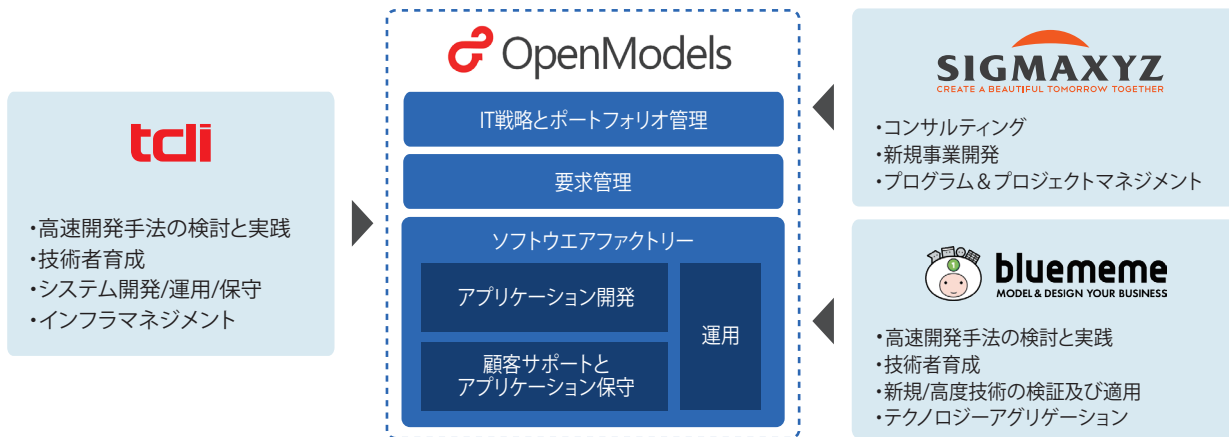 tcli
・高速開発手法の検討と実践
・技術者育成
・システム開発/運用/保守
・インフラマネジメント
OpenModels
IT戦略とポートフォリオ管理
要求管理
ソフトウエアファクトリー
アプリケーション開発
顧客サポートと
アプリケーション保守
運用
SIGMAXYZ
CREATE A BEAUTIFUL TOMORROW TOGETHER
・コンサルティング
・新規事業開発
・プログラム&プロジェクトマネジメント
1
bluememe
MODEL & DESIGN YOUR BUSINESS
・高速開発手法の検討と実践
・技術者育成
・新規/高度技術の検証及び適用
・テクノロジーアグリゲーション